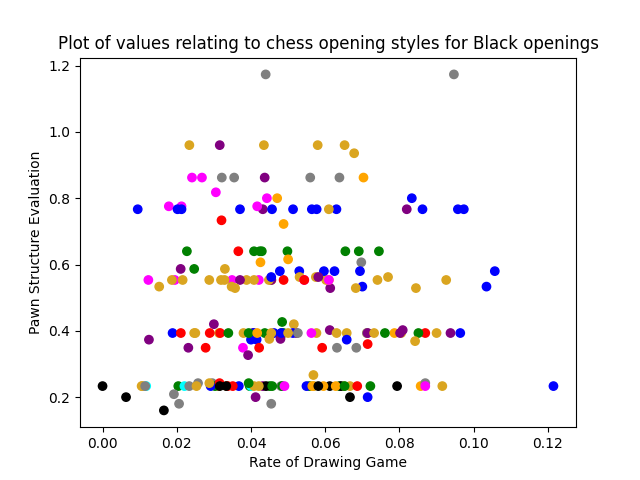 Plot of values relating to chess opening styles for Black openings
Pawn Structure Evaluation
1.2
1.0
0.8
0.6
0.4
0.2
0.00 0.02 0.04 0.06 0.08 0.10 0.12
Rate of Drawing Game